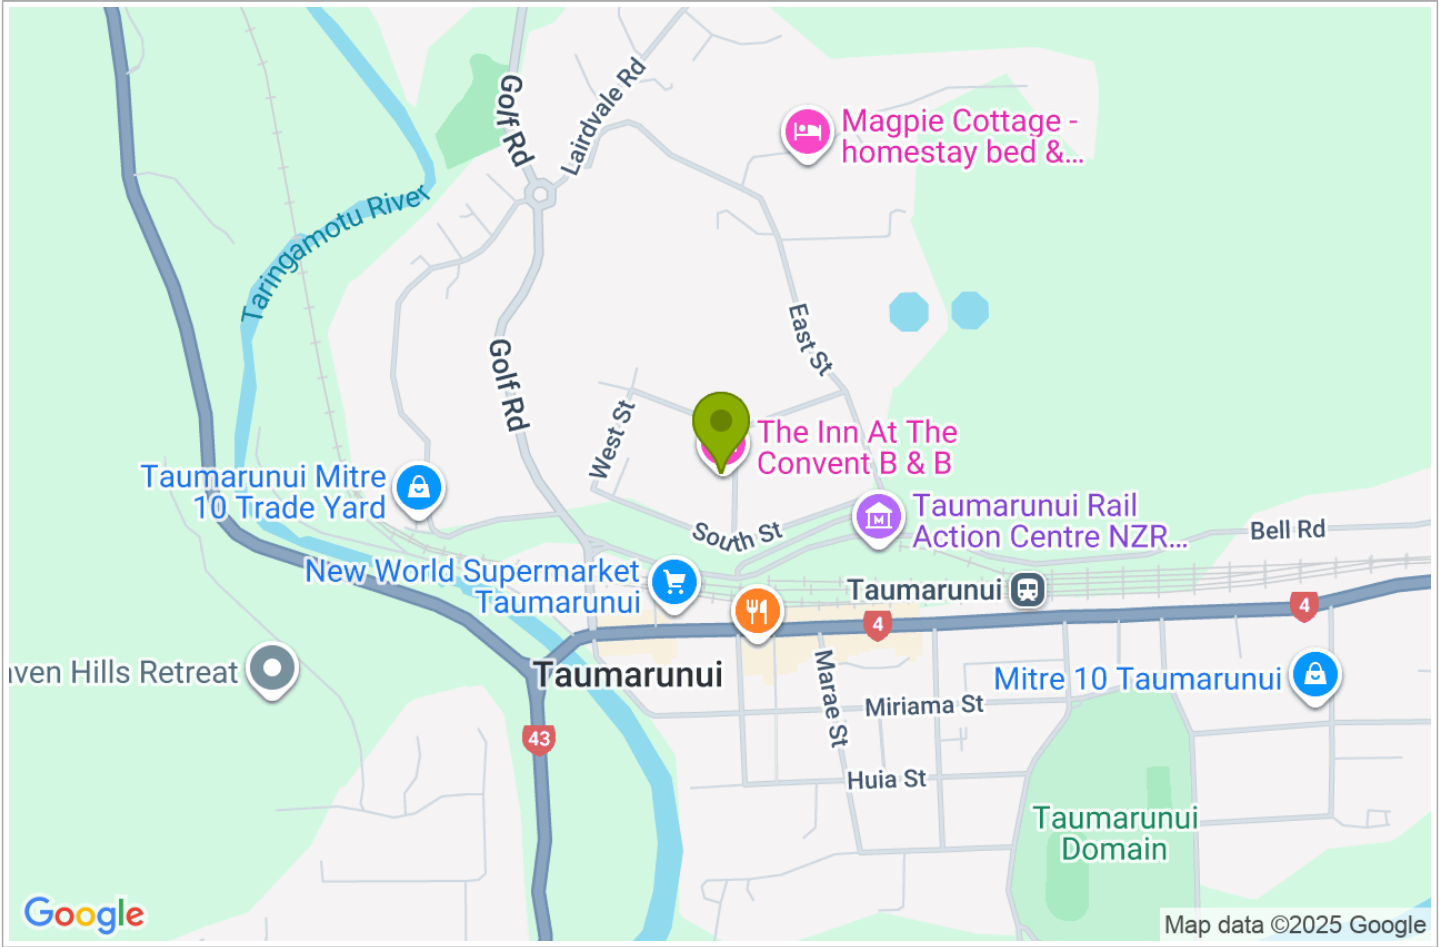 Golf Rd
Lairdvale Rd
Magpie Cottage -
homestay bed &...
Taringamotu River
East St
Golf Rd
West St
The Inn At The
Convent B & B
Taumarunui Mitre
10 Trade Yard
Taumarunui Rail
Action Centre NZR...
South St
Bell Rd
New World Supermarket
Taumarunui
Taumarunui
4
4
aven Hills Retreat
Taumarunui
Marae St
Mitre 10 Taumarunui
Miriama St
43
Huia St
Taumarunui
Domain
Google
Map data ©2025 Google